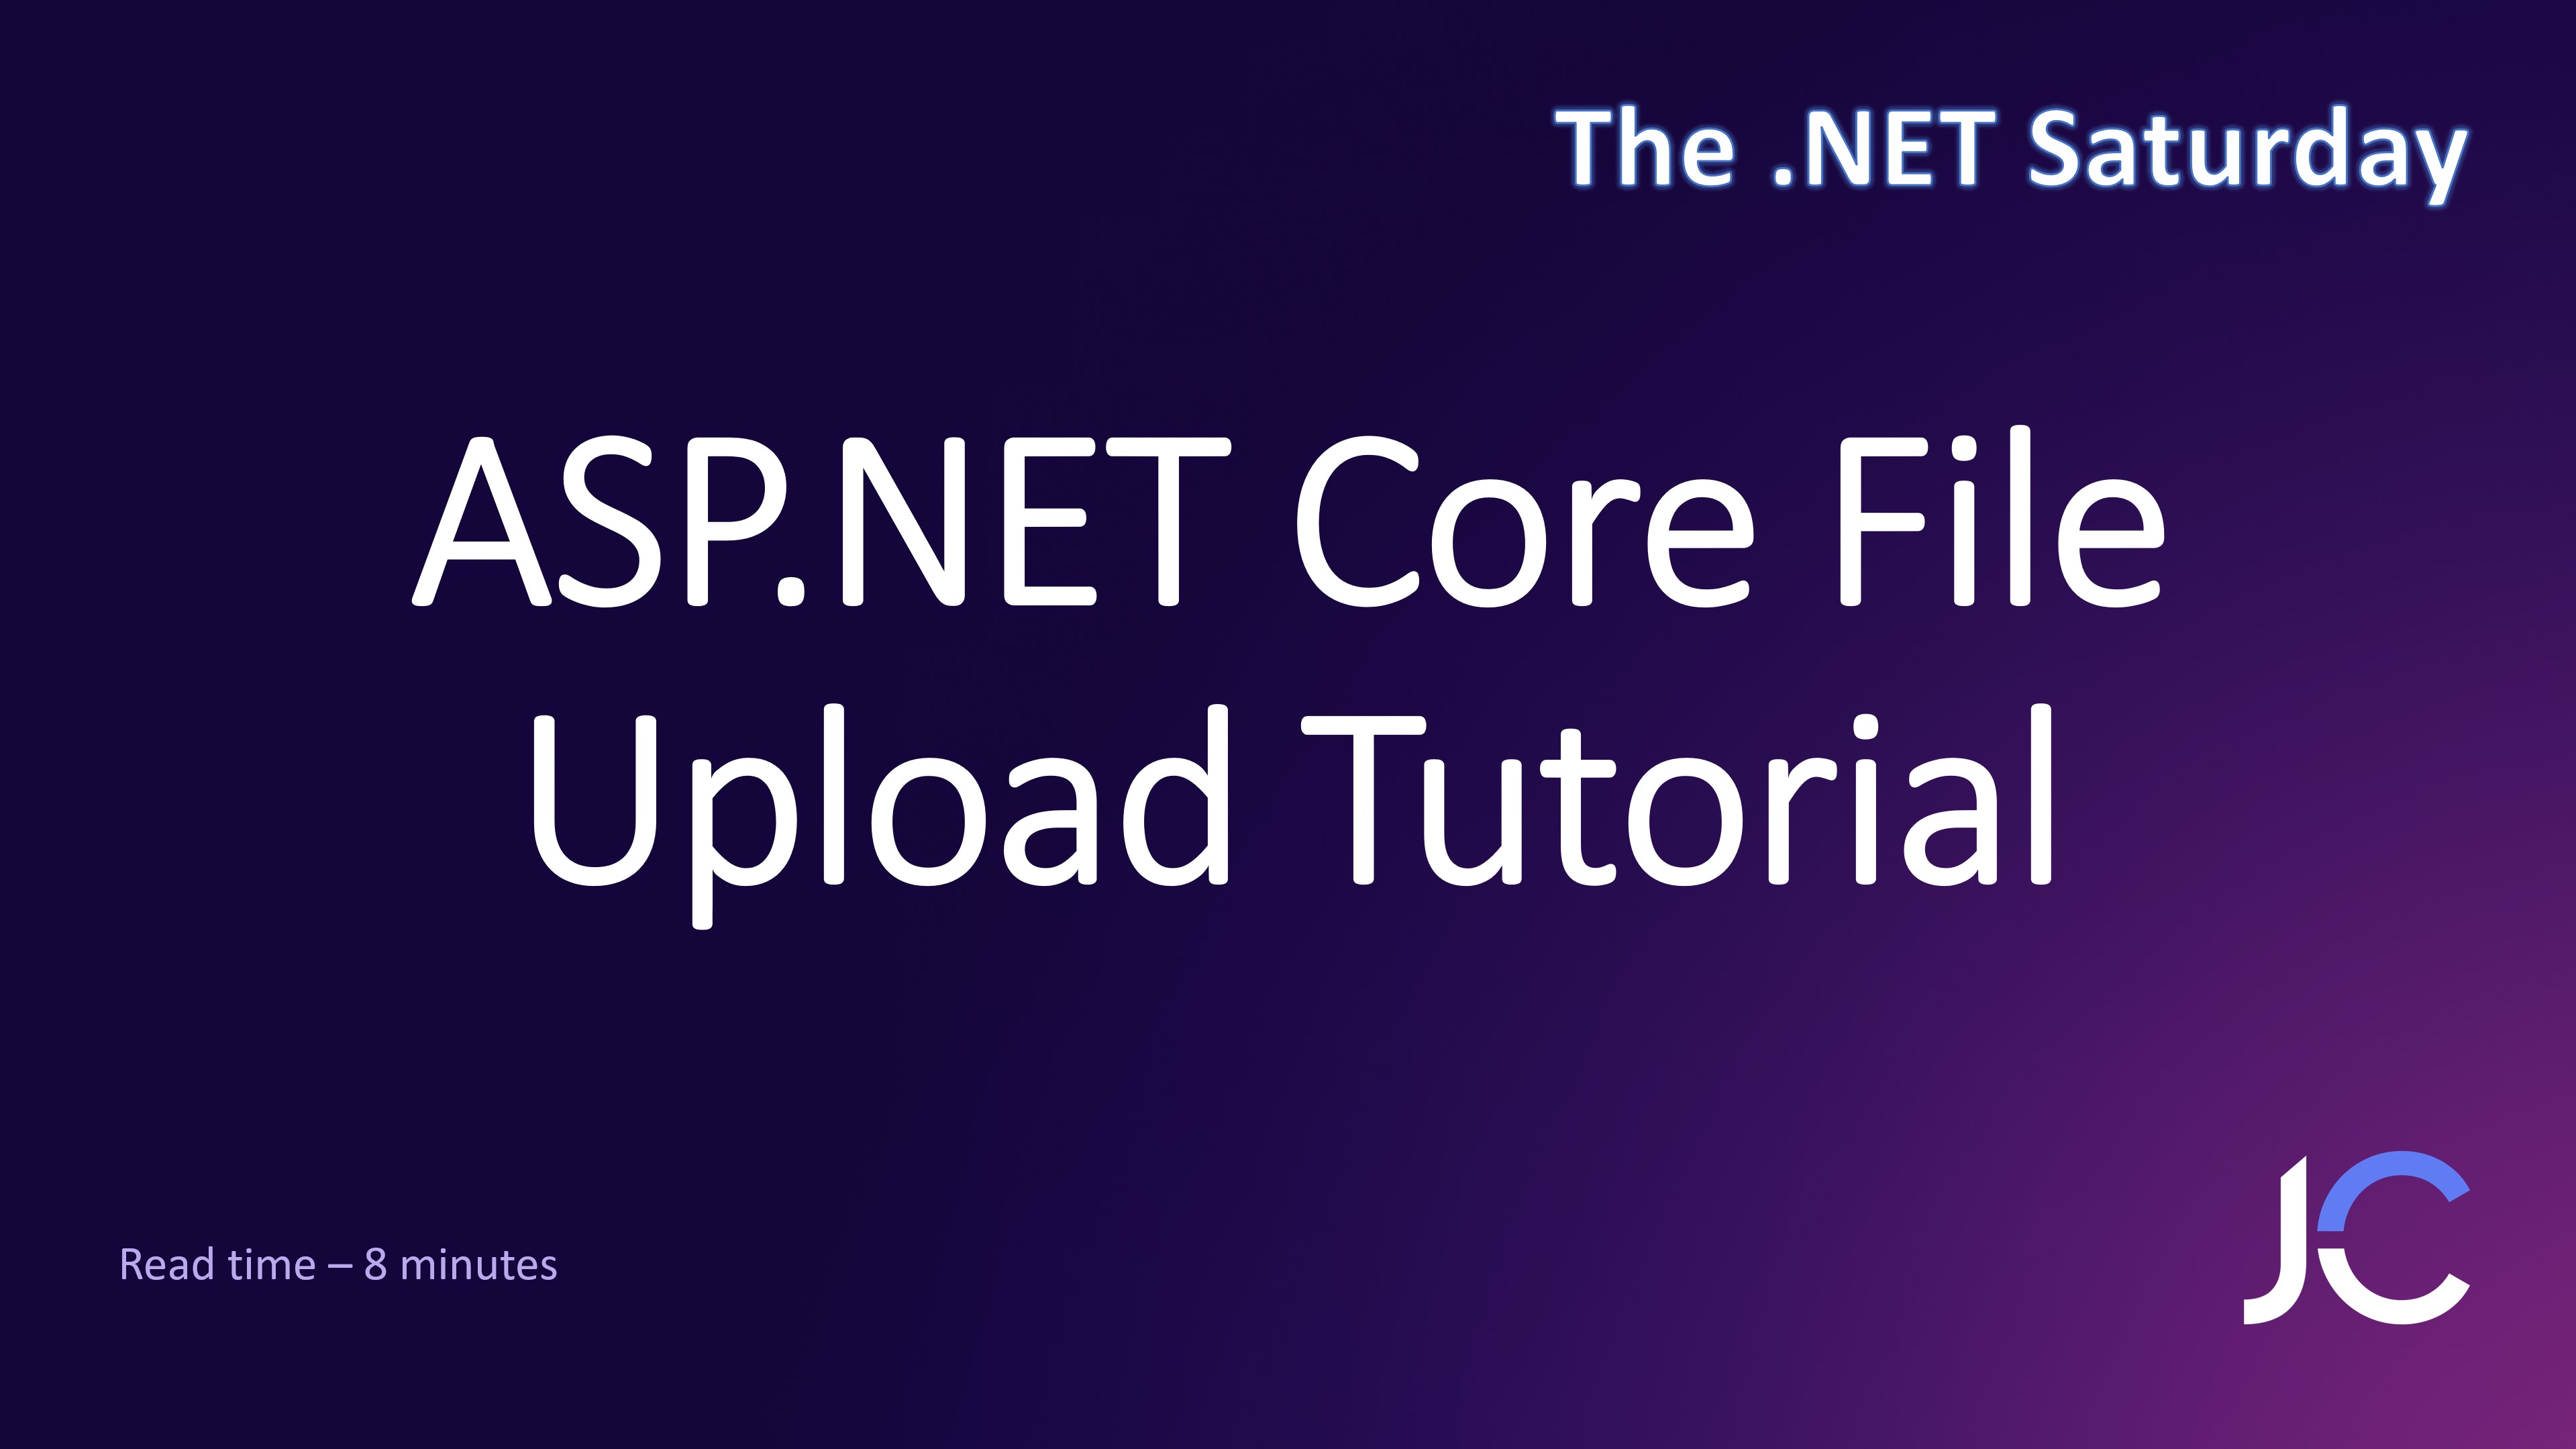 The .NET Saturday
ASP.NET Core File
Upload Tutorial
Read time – 8 minutes
JC